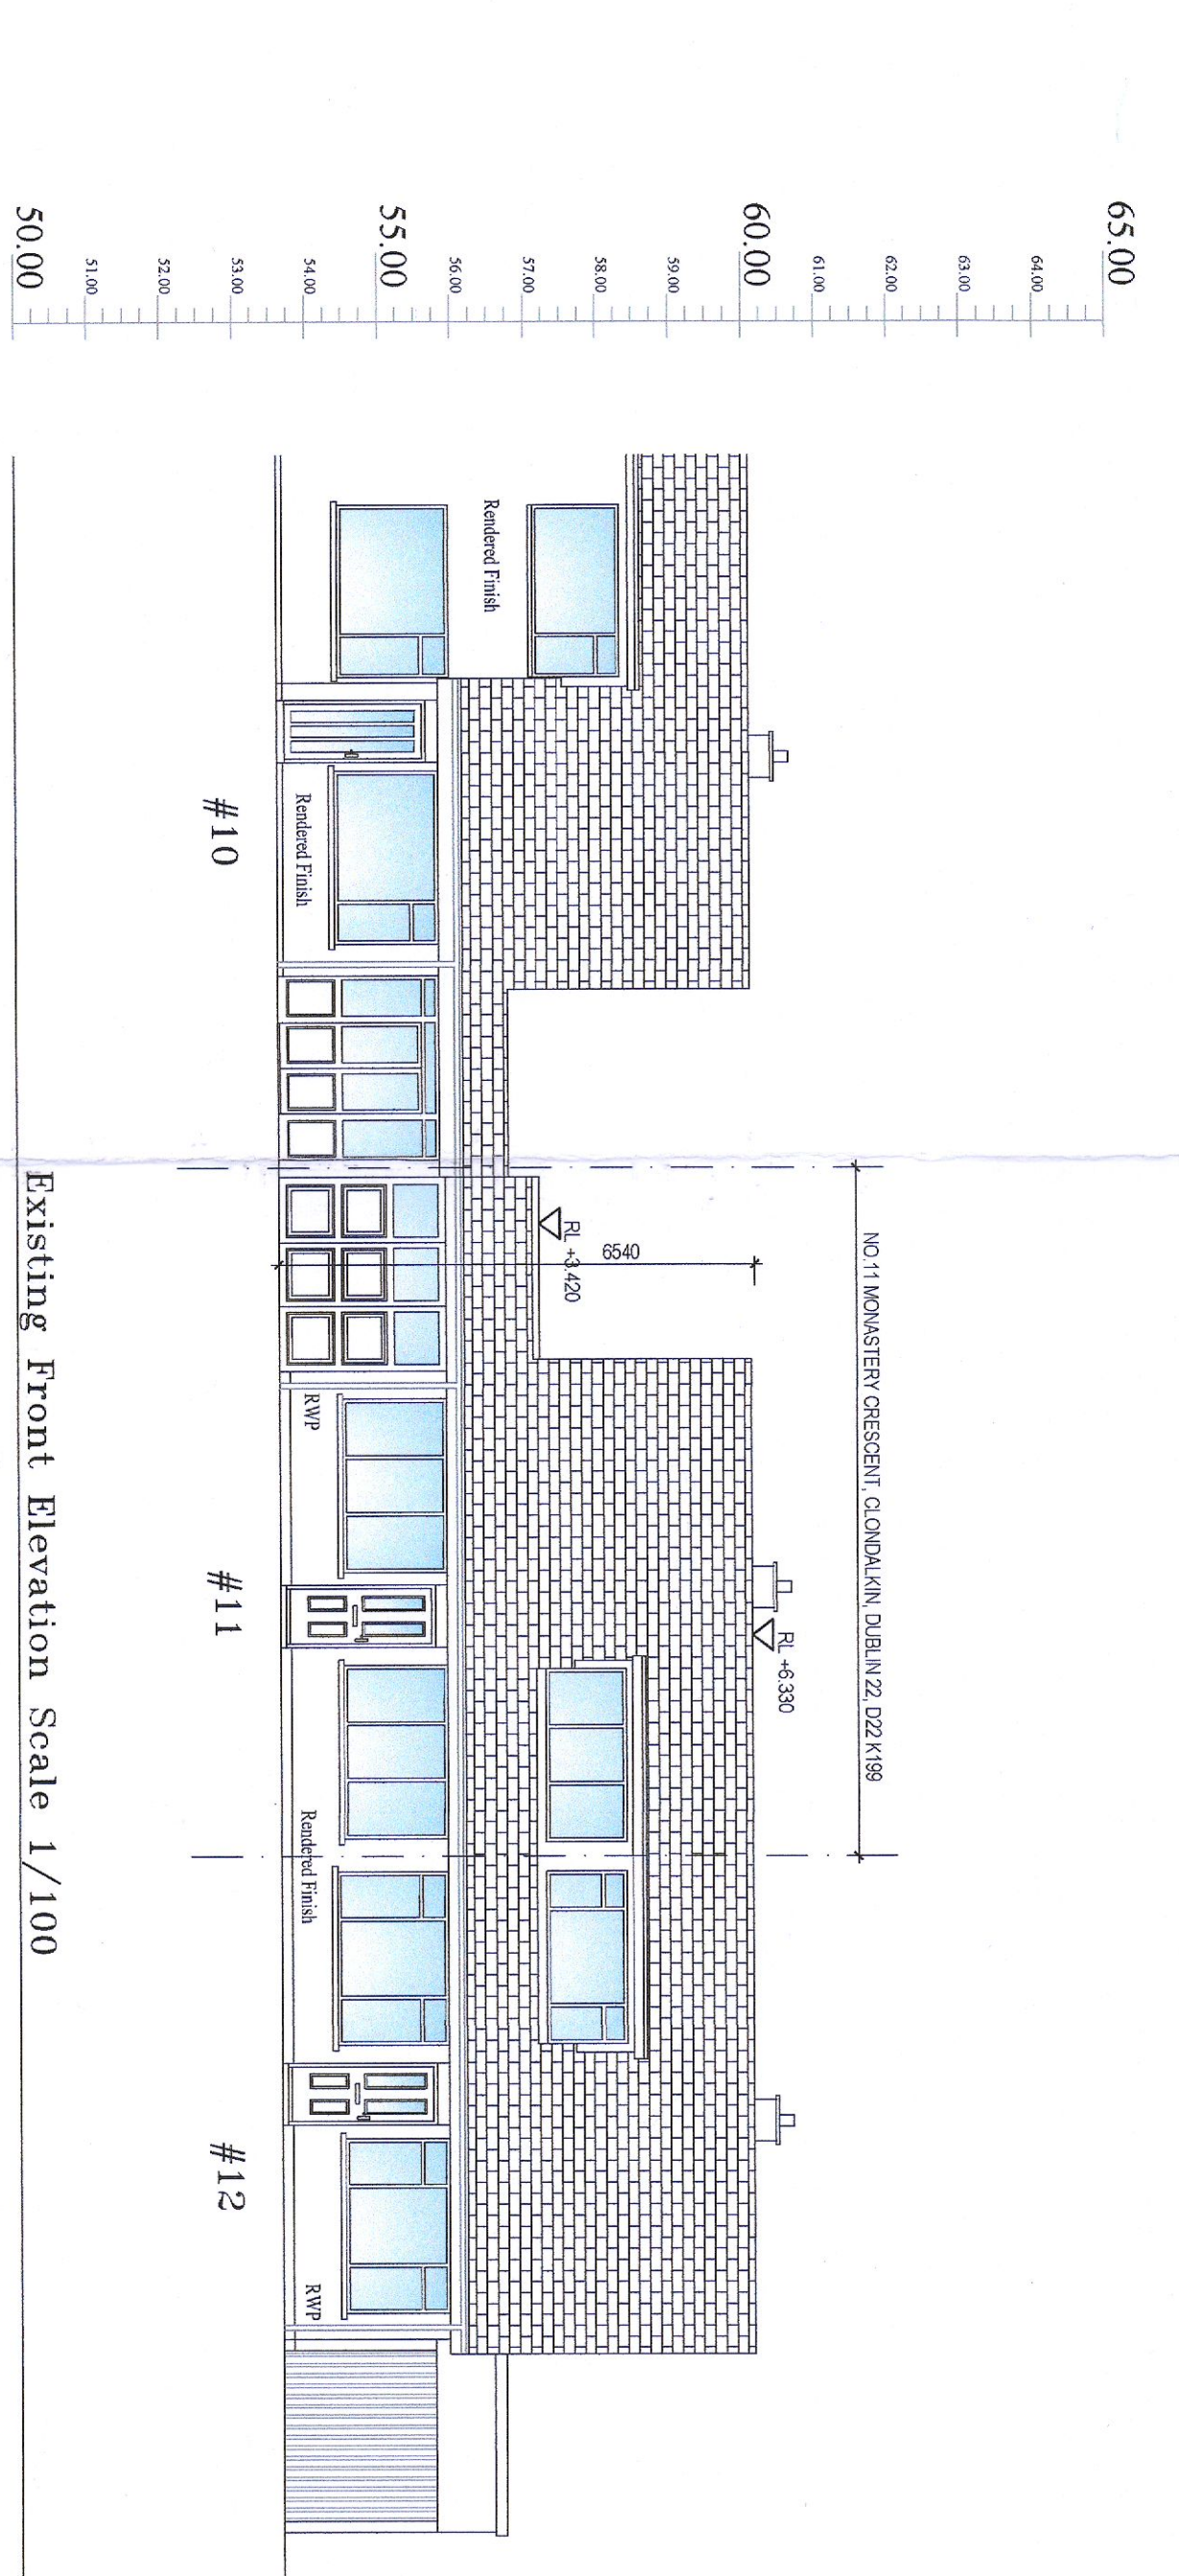 65.00
64.00
63.00
62.00
61.00
60.00
59.00
58.00
57.00
56.00
55.00
54.00
53.00
52.00
51.00
50.00
NO.11 MONASTERY CRESCENT, CLONDALKIN, DUBLIN 22, D22 K199
RL +6.330
RL +3.420
6540
Rendered Finish
Rendered Finish
RWP
Rendered Finish
RWP
#10
#11
#12
Existing Front Elevation Scale 1/100